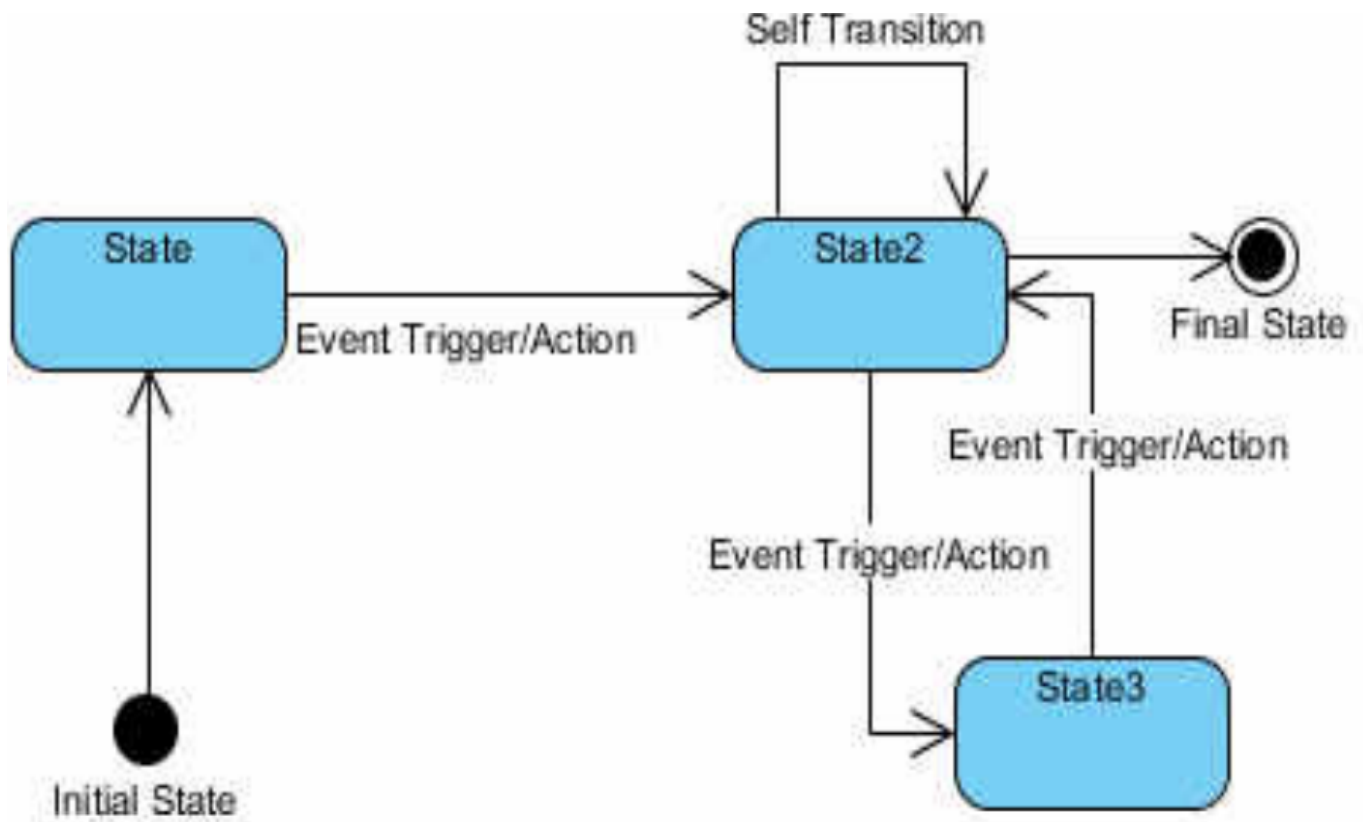 Self Transition
State
State2
Event Trigger/Action
Final State
Event Trigger/Action
Event Trigger/Action
State3
Initial State